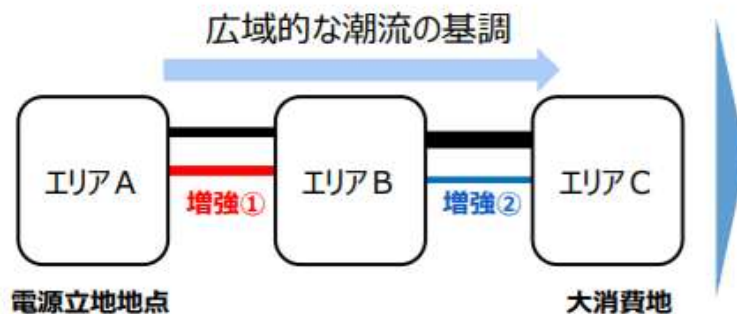 広域的な潮流の基調
エリアA
エリアB
エリアC
増強①
増強②
電源立地地点
大消費地